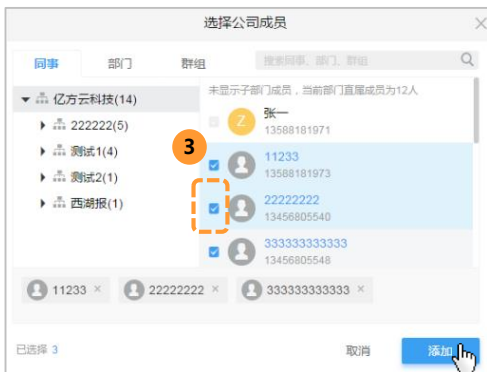 选择公司成员
同事 部门 群组 搜索同事、部门、群组
亿方云科技(14)
222222(5)
测试1(4)
测试2(1)
西湖报(1)
未显示子部门成员，当前部门直属成员为12人
Z 张一
13588181971
3
11233
13588181973
22222222
13456805540
333333333333
13456805548
11233 × 22222222 × 333333333333 ×
已选择 3 取消 添加